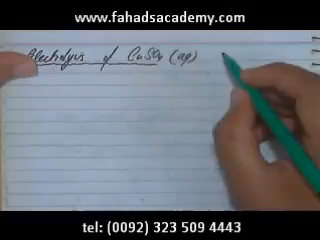 www.fahadsacademy.com
Electrolysis of CuSO4 (aq)
tel: (0092) 323 509 4443